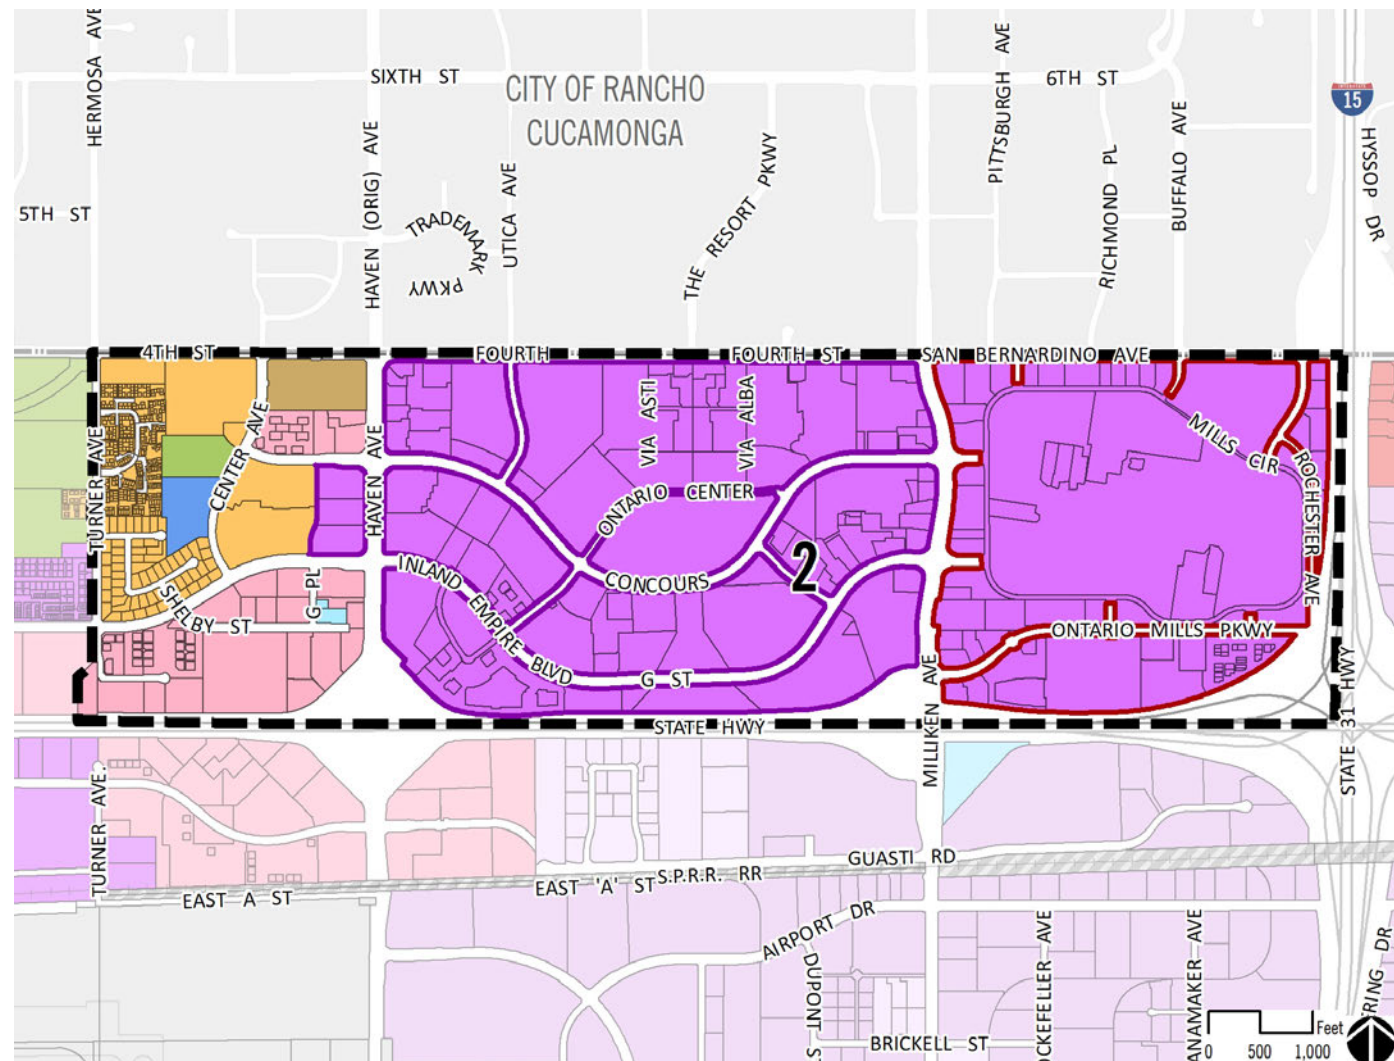 HERMOSA AVE
SIXTH ST
CITY OF RANCHO
CUCAMONGA
PITTSBURGH AVE
6TH ST
INTERSTATE
15
HYSSOP DR
5TH ST
HAVEN (ORIG) AVE
TRADEMARK
PKWY
UTICA AVE
THE RESORT PKWY
RICHMOND PL
BUFFALO AVE
4TH ST
FOURTH
FOURTH ST
SAN BERNARDINO AVE
TURNER AVE
CENTER AVE
HAVEN AVE
VIA ASTI
VIA ALBA
MILLS CIR
ROCHESTER AVE
ONTARIO CENTER
CONCOURS
2
INLAND EMPIRE BLVD
G PL
SHELBY ST
G ST
ONTARIO MILLS PKWY
MILLIKEN AVE
STATE HWY
STATE HWY 31
TURNER AVE.
GUASTI RD
EAST A ST
EAST 'A' ST
S.P.R.R. RR
AIRPORT DR
DUPONT S
OCKEFELLER AVE
ANAMAKER AVE
ERING DR
BRICKELL ST
0 500 1,000
Feet